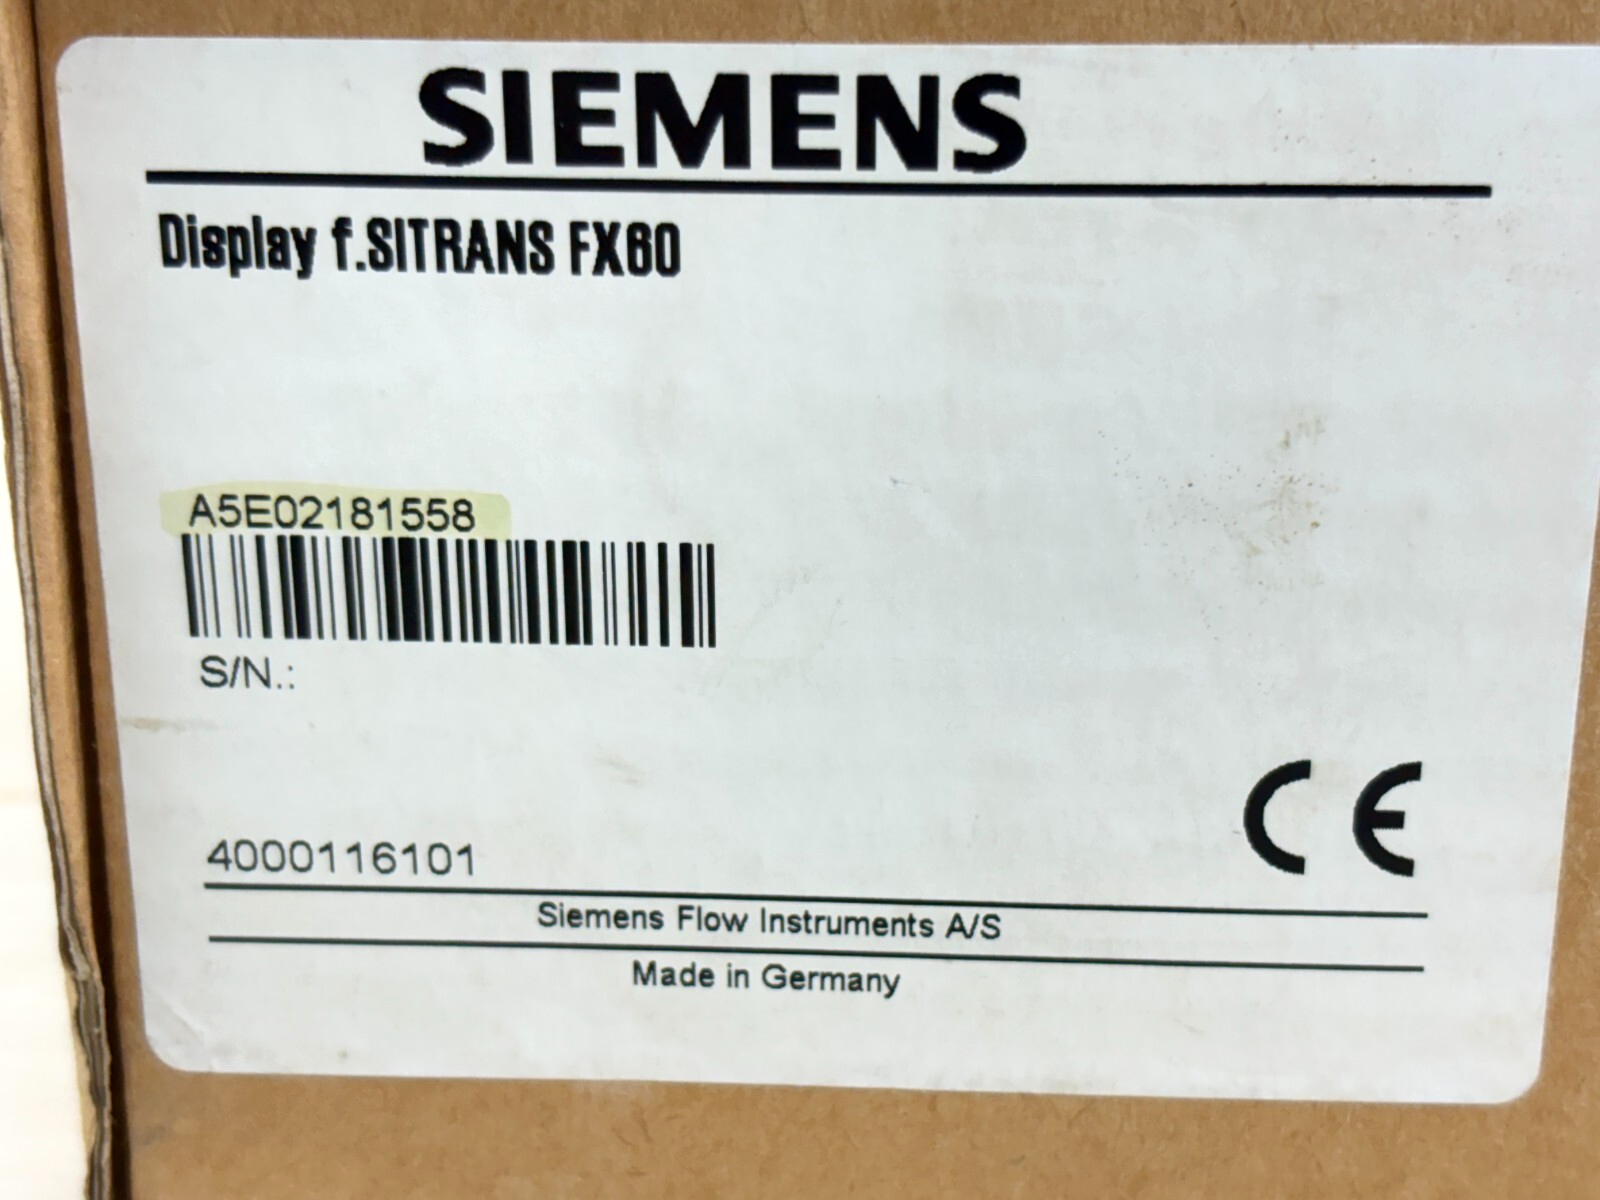 SIEMENS
Display f.SITRANS FX60
A5E02181558
S/N.:
4000116101
CE
Siemens Flow Instruments A/S
Made in Germany